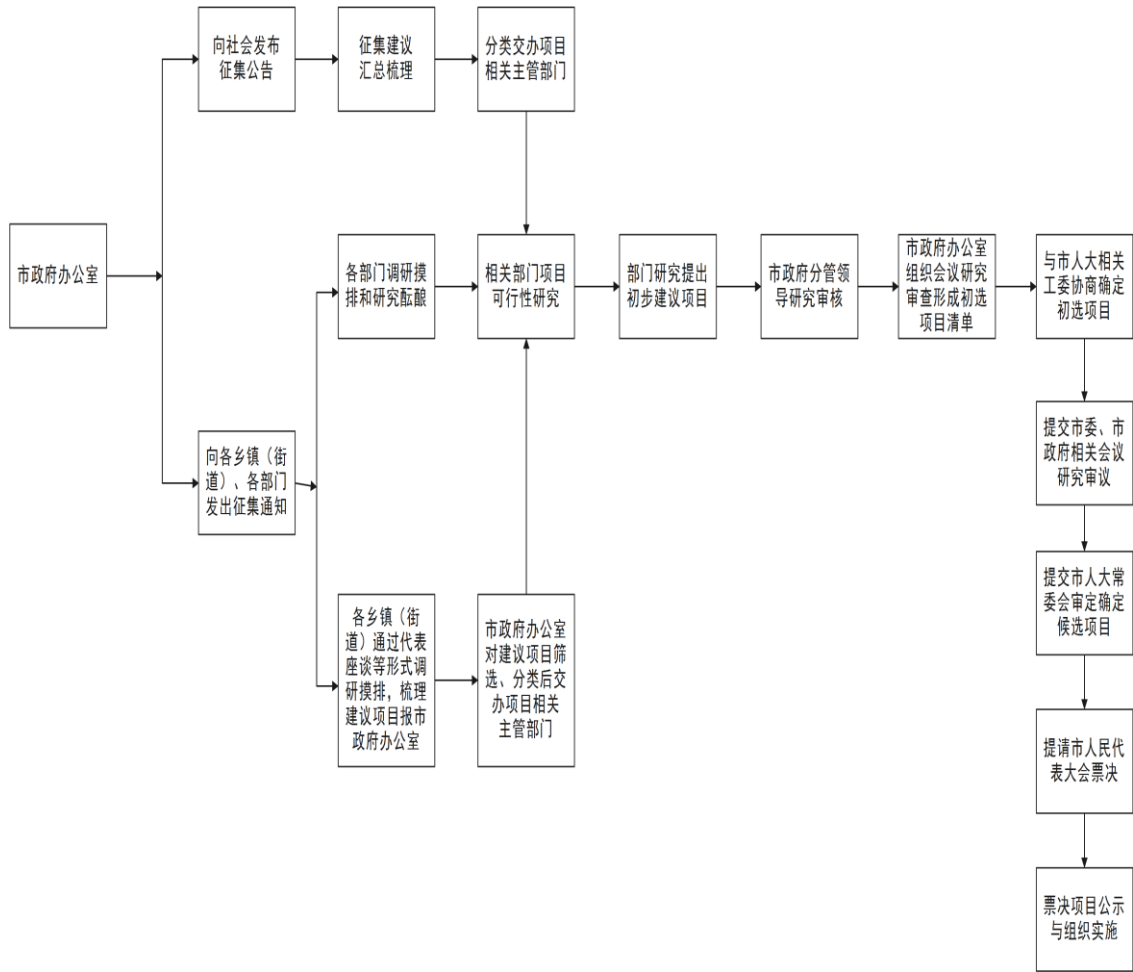 向社会发布
征集公告
征集建议
汇总梳理
分类交办项目
相关主管部门
市政府办公室
各部门调研摸
排和研究酝酿
相关部门项目
可行性研究
部门研究提出
初步建议项目
市政府分管领
导研究审核
市政府办公室
组织会议研究
审查形成初选
项目清单
与市人大相关
工委协商确定
初选项目
向各乡镇（街
道）、各部门
发出征集通知
提交市委、市
政府相关会议
研究审议
各乡镇（街
道）通过代表
座谈等形式调
研摸排，梳理
建议项目报市
政府办公室
市政府办公室
对建议项目筛
选、分类后交
办项目相关
主管部门
提交市人大常
委会审定确定
候选项目
提请市人民代
表大会票决
票决项目公示
与组织实施